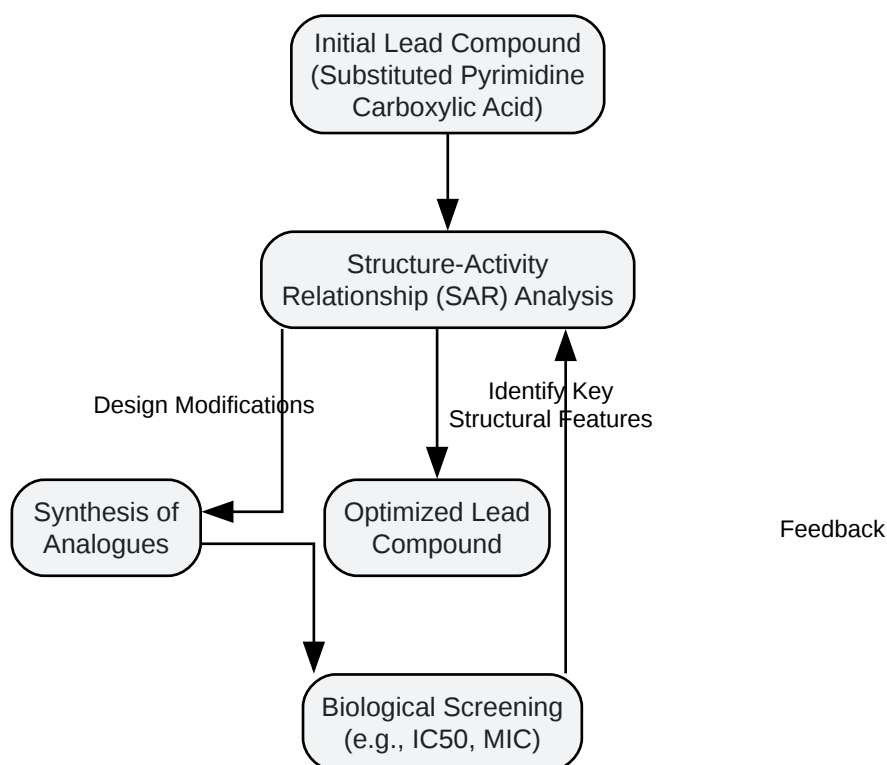 Initial Lead Compound
(Substituted Pyrimidine
Carboxylic Acid)
Structure-Activity
Relationship (SAR) Analysis
Design Modifications
Identify Key
Structural Features
Synthesis of
Analogues
Optimized Lead
Compound
Feedback
Biological Screening
(e.g., IC50, MIC)